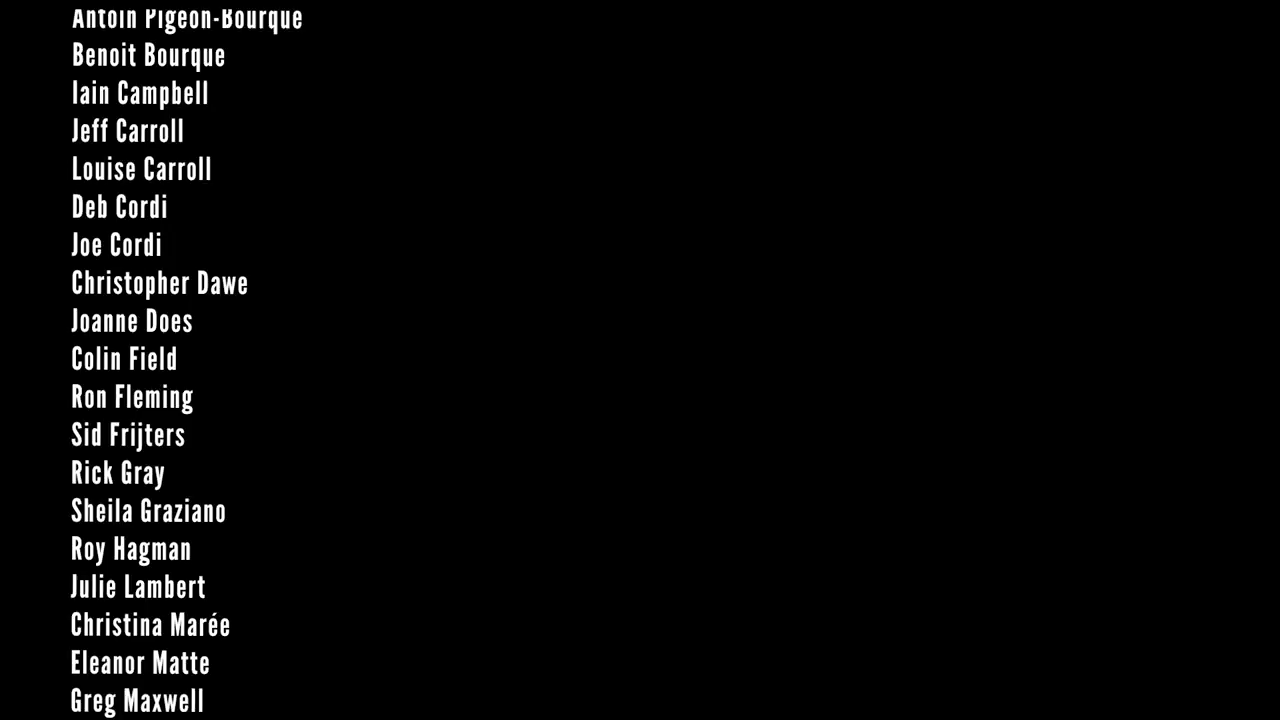 Antoin Pigeon-Bourque
Benoit Bourque
Iain Campbell
Jeff Carroll
Louise Carroll
Deb Cordi
Joe Cordi
Christopher Dawe
Joanne Does
Colin Field
Ron Fleming
Sid Frijters
Rick Gray
Sheila Graziano
Roy Hagman
Julie Lambert
Christina Marée
Eleanor Matte
Greg Maxwell